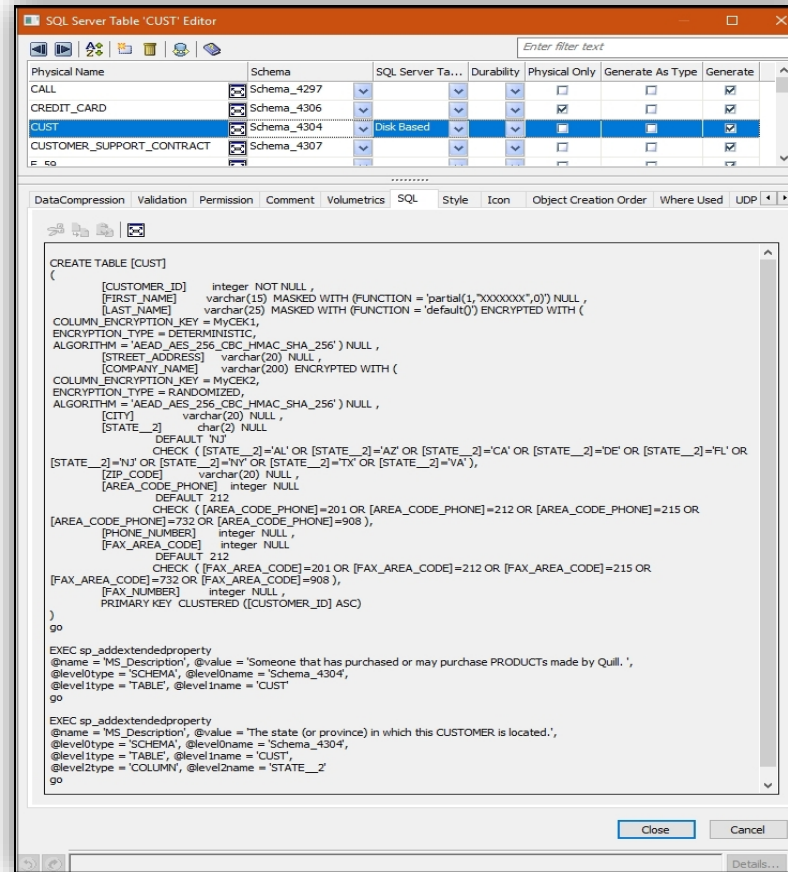 SQL Server Table 'CUST' Editor
Enter filter text
Physical Name Schema SQL Server Ta... Durability Physical Only Generate As Type Generate
CALL Schema_4297
CREDIT_CARD Schema_4306
CUST Schema_4304 Disk Based
CUSTOMER_SUPPORT_CONTRACT Schema_4307
E_59
DataCompression Validation Permission Comment Volumetrics SQL Style Icon Object Creation Order Where Used UDP
CREATE TABLE [CUST]
(
[CUSTOMER_ID] integer NOT NULL ,
[FIRST_NAME] varchar(15) MASKED WITH (FUNCTION = 'partial(1,"XXXXXXX",0)') NULL ,
[LAST_NAME] varchar(25) MASKED WITH (FUNCTION = 'default()') ENCRYPTED WITH (
COLUMN_ENCRYPTION_KEY = MyCEK1,
ENCRYPTION_TYPE = DETERMINISTIC,
ALGORITHM = 'AEAD_AES_256_CBC_HMAC_SHA_256' ) NULL ,
[STREET_ADDRESS] varchar(20) NULL ,
[COMPANY_NAME] varchar(200) ENCRYPTED WITH (
COLUMN_ENCRYPTION_KEY = MyCEK2,
ENCRYPTION_TYPE = RANDOMIZED,
ALGORITHM = 'AEAD_AES_256_CBC_HMAC_SHA_256' ) NULL ,
[CITY] varchar(20) NULL ,
[STATE__2] char(2) NULL
DEFAULT 'NJ'
CHECK ( [STATE__2]='AL' OR [STATE__2]='AZ' OR [STATE__2]='CA' OR [STATE__2]='DE' OR [STATE__2]='FL' OR
[STATE__2]='NJ' OR [STATE__2]='NY' OR [STATE__2]='TX' OR [STATE__2]='VA' ),
[ZIP_CODE] varchar(20) NULL ,
[AREA_CODE_PHONE] integer NULL
DEFAULT 212
CHECK ( [AREA_CODE_PHONE]=201 OR [AREA_CODE_PHONE]=212 OR [AREA_CODE_PHONE]=215 OR
[AREA_CODE_PHONE]=732 OR [AREA_CODE_PHONE]=908 ),
[PHONE_NUMBER] integer NULL ,
[FAX_AREA_CODE] integer NULL
DEFAULT 212
CHECK ( [FAX_AREA_CODE]=201 OR [FAX_AREA_CODE]=212 OR [FAX_AREA_CODE]=215 OR
[FAX_AREA_CODE]=732 OR [FAX_AREA_CODE]=908 ),
[FAX_NUMBER] integer NULL ,
PRIMARY KEY CLUSTERED ([CUSTOMER_ID] ASC)
)
go
EXEC sp_addextendedproperty
@name = 'MS_Description', @value = 'Someone that has purchased or may purchase PRODUCTs made by Quill. ',
@level0type = 'SCHEMA', @level0name = 'Schema_4304',
@level1type = 'TABLE', @level1name = 'CUST'
go
EXEC sp_addextendedproperty
@name = 'MS_Description', @value = 'The state (or province) in which this CUSTOMER is located.',
@level0type = 'SCHEMA', @level0name = 'Schema_4304',
@level1type = 'TABLE', @level1name = 'CUST',
@level2type = 'COLUMN', @level2name = 'STATE__2'
go
Close Cancel
Details...